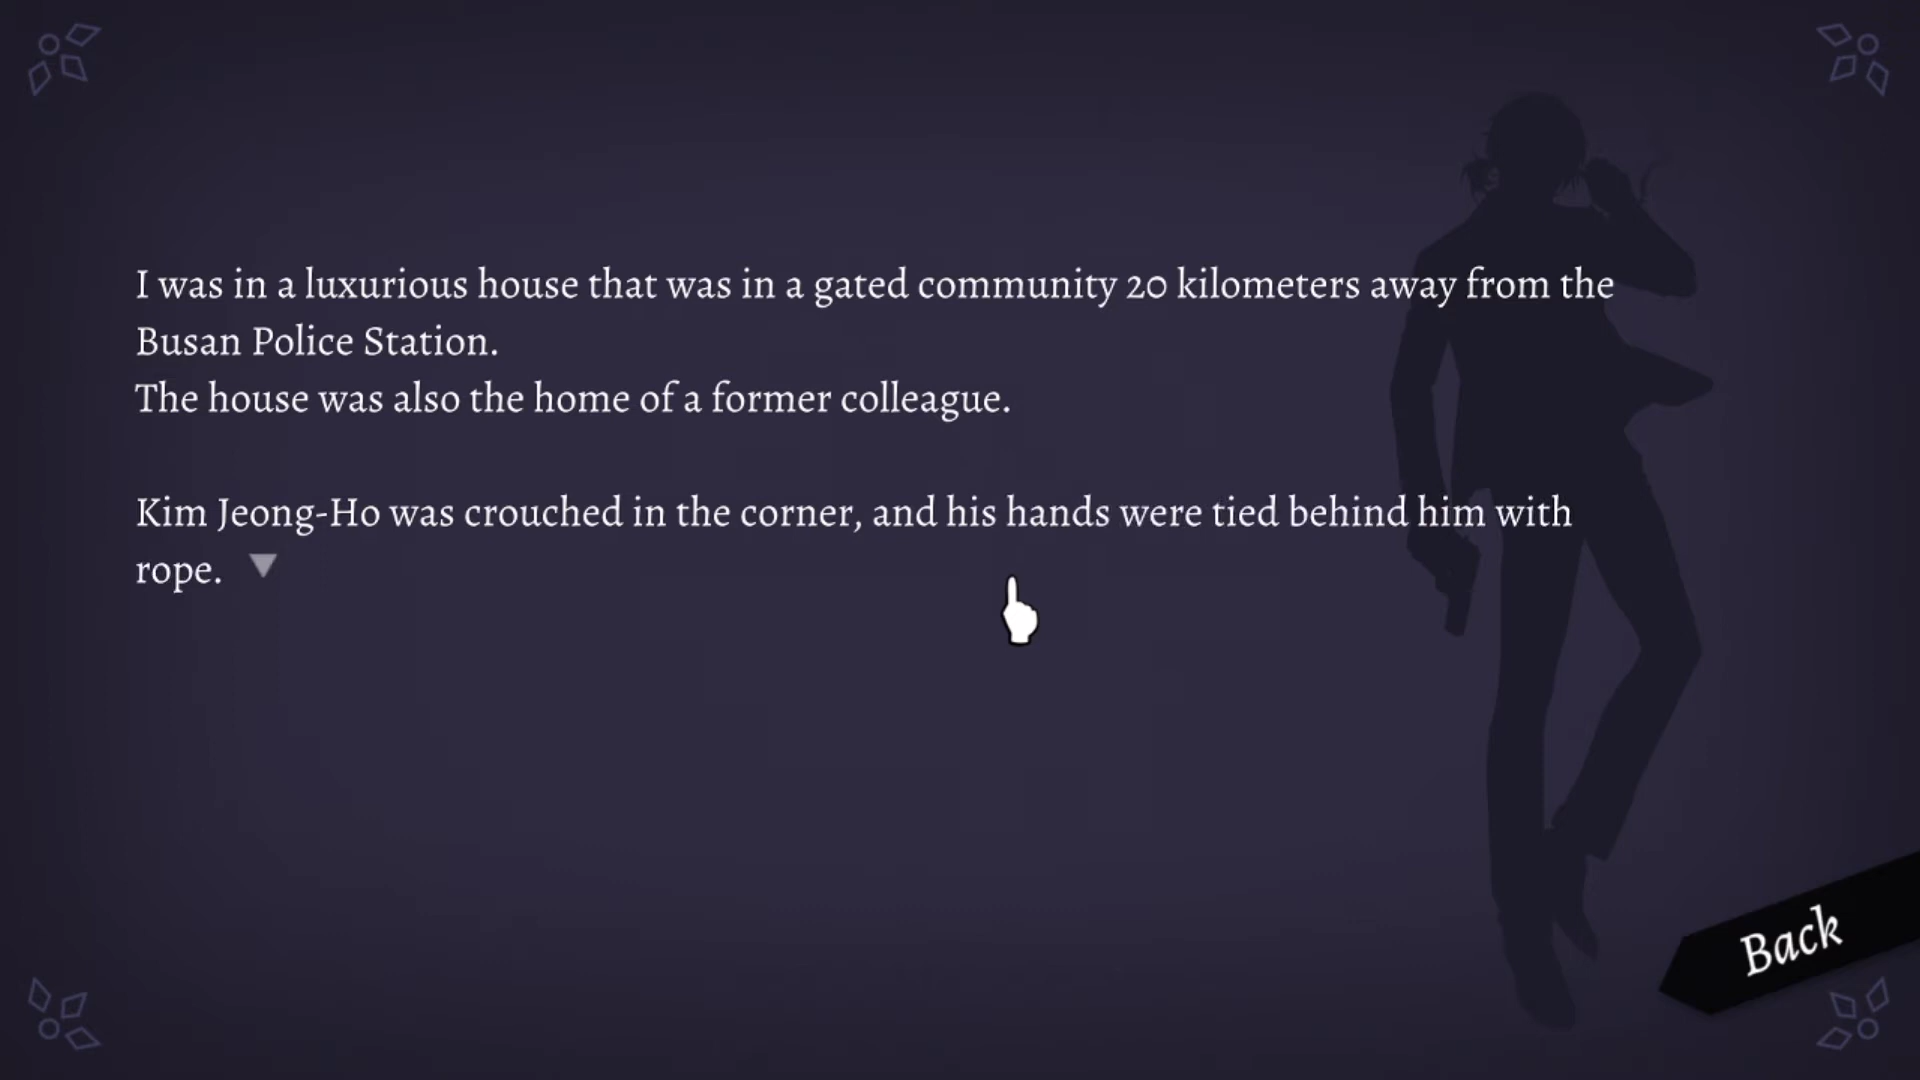 I was in a luxurious house that was in a gated community 20 kilometers away from the
Busan Police Station.
The house was also the home of a former colleague.
Kim Jeong-Ho was crouched in the corner, and his hands were tied behind him with
rope.
Back